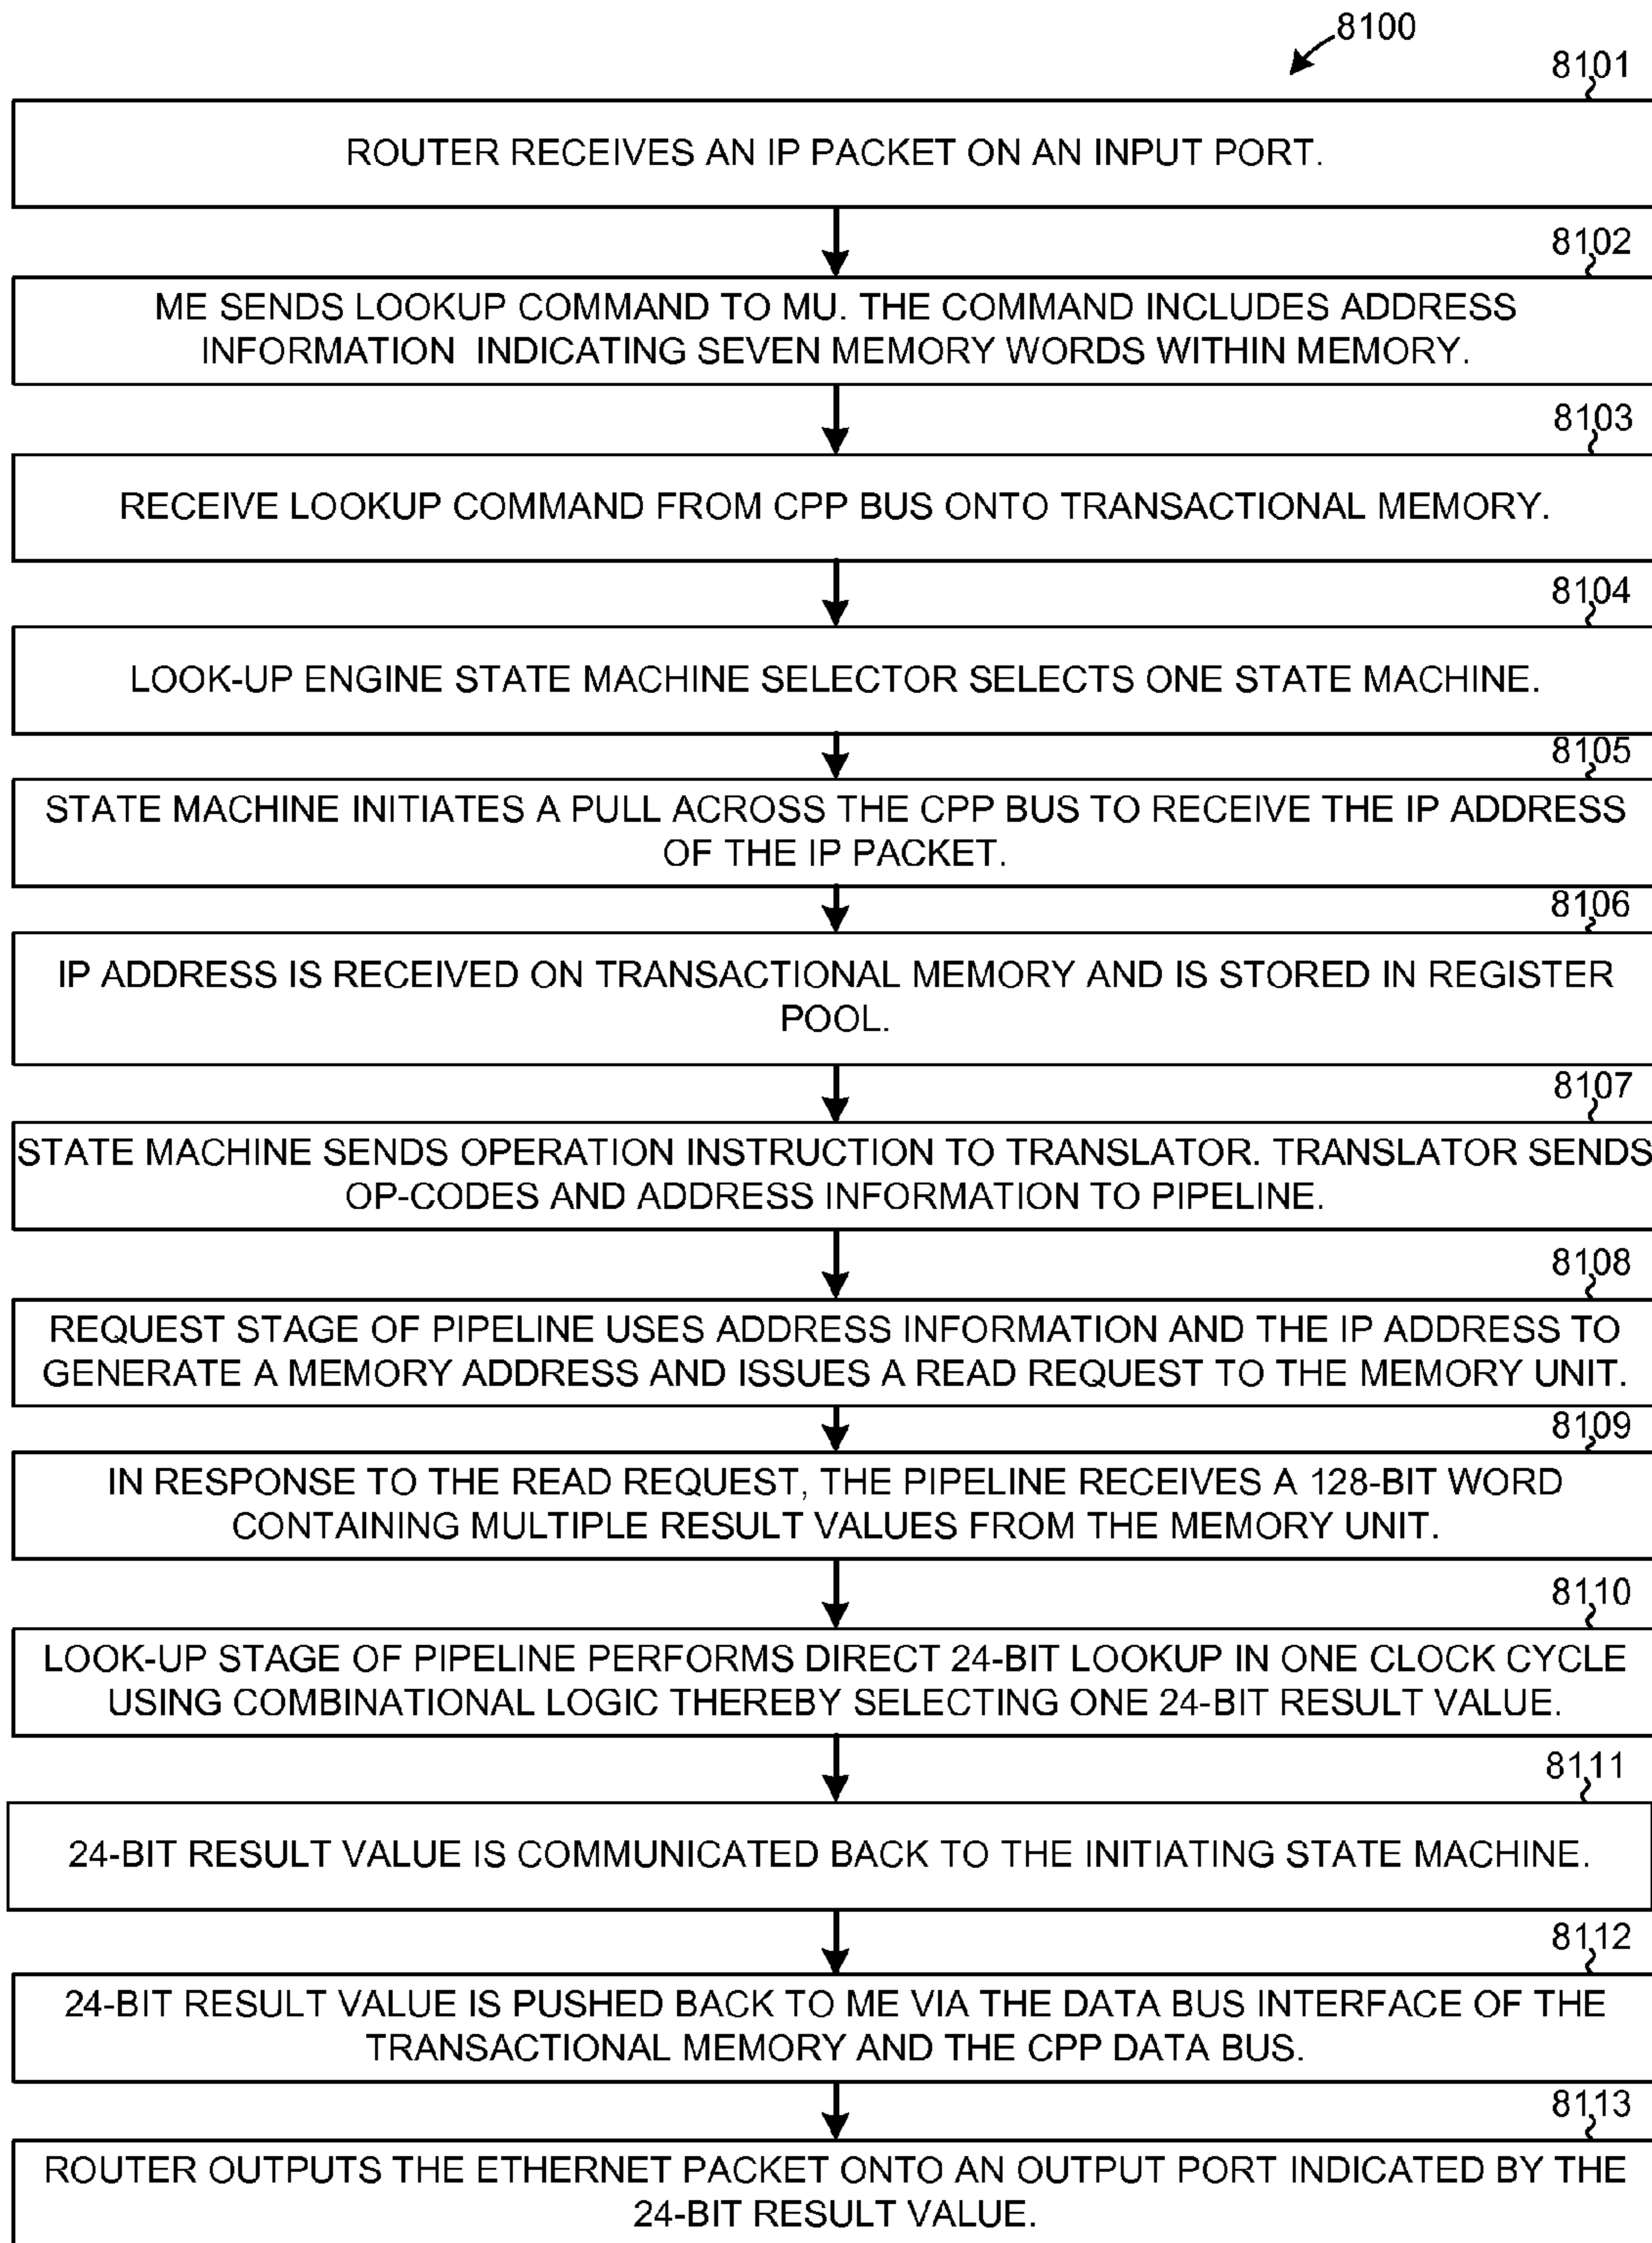 8100
8101
ROUTER RECEIVES AN IP PACKET ON AN INPUT PORT.
8102
ME SENDS LOOKUP COMMAND TO MU. THE COMMAND INCLUDES ADDRESS
INFORMATION INDICATING SEVEN MEMORY WORDS WITHIN MEMORY.
8103
RECEIVE LOOKUP COMMAND FROM CPP BUS ONTO TRANSACTIONAL MEMORY.
8104
LOOK-UP ENGINE STATE MACHINE SELECTOR SELECTS ONE STATE MACHINE.
8105
STATE MACHINE INITIATES A PULL ACROSS THE CPP BUS TO RECEIVE THE IP ADDRESS
OF THE IP PACKET.
8106
IP ADDRESS IS RECEIVED ON TRANSACTIONAL MEMORY AND IS STORED IN REGISTER
POOL.
8107
STATE MACHINE SENDS OPERATION INSTRUCTION TO TRANSLATOR. TRANSLATOR SENDS
OP-CODES AND ADDRESS INFORMATION TO PIPELINE.
8108
REQUEST STAGE OF PIPELINE USES ADDRESS INFORMATION AND THE IP ADDRESS TO
GENERATE A MEMORY ADDRESS AND ISSUES A READ REQUEST TO THE MEMORY UNIT.
8109
IN RESPONSE TO THE READ REQUEST, THE PIPELINE RECEIVES A 128-BIT WORD
CONTAINING MULTIPLE RESULT VALUES FROM THE MEMORY UNIT.
8110
LOOK-UP STAGE OF PIPELINE PERFORMS DIRECT 24-BIT LOOKUP IN ONE CLOCK CYCLE
USING COMBINATIONAL LOGIC THEREBY SELECTING ONE 24-BIT RESULT VALUE.
8111
24-BIT RESULT VALUE IS COMMUNICATED BACK TO THE INITIATING STATE MACHINE.
8112
24-BIT RESULT VALUE IS PUSHED BACK TO ME VIA THE DATA BUS INTERFACE OF THE
TRANSACTIONAL MEMORY AND THE CPP DATA BUS.
8113
ROUTER OUTPUTS THE ETHERNET PACKET ONTO AN OUTPUT PORT INDICATED BY THE
24-BIT RESULT VALUE.